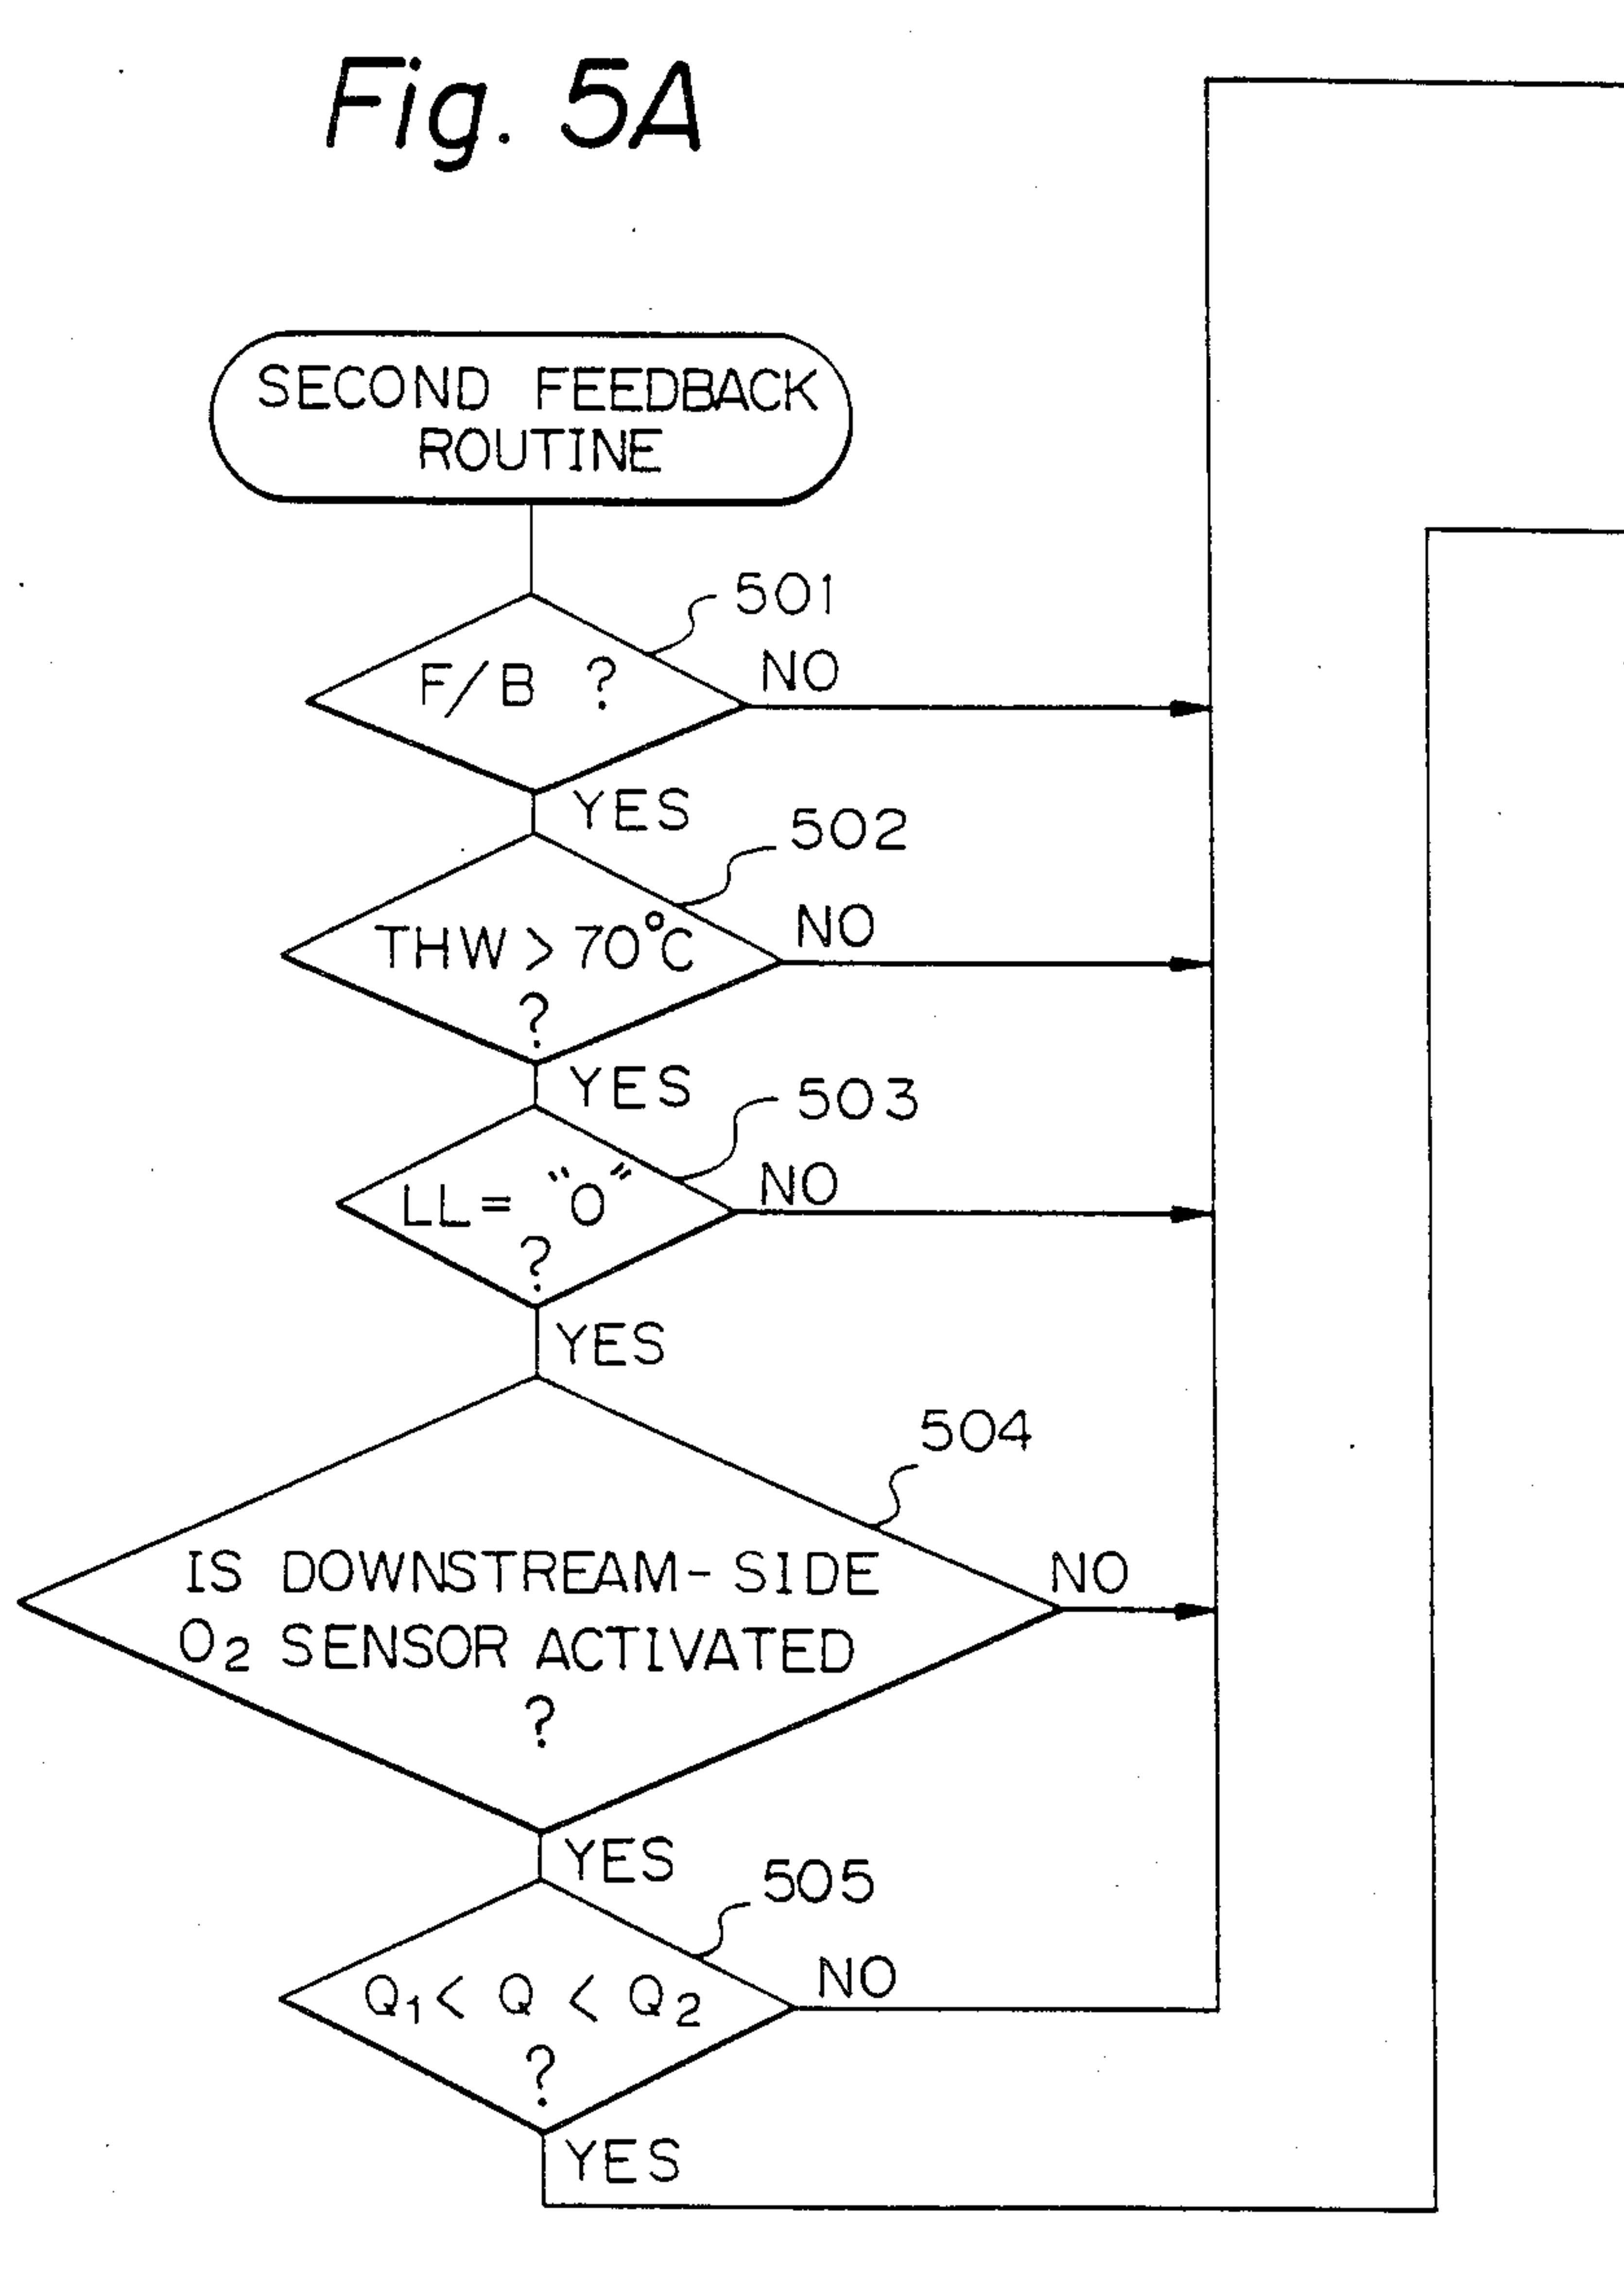 Fig. 5A
SECOND FEEDBACK
ROUTINE
501
F/B ?
NO
YES
502
THW > 70°C
?
NO
YES
503
LL = "0"
?
NO
YES
504
IS DOWNSTREAM-SIDE
O2 SENSOR ACTIVATED
?
NO
YES
505
Q1 < Q < Q2
?
NO
YES